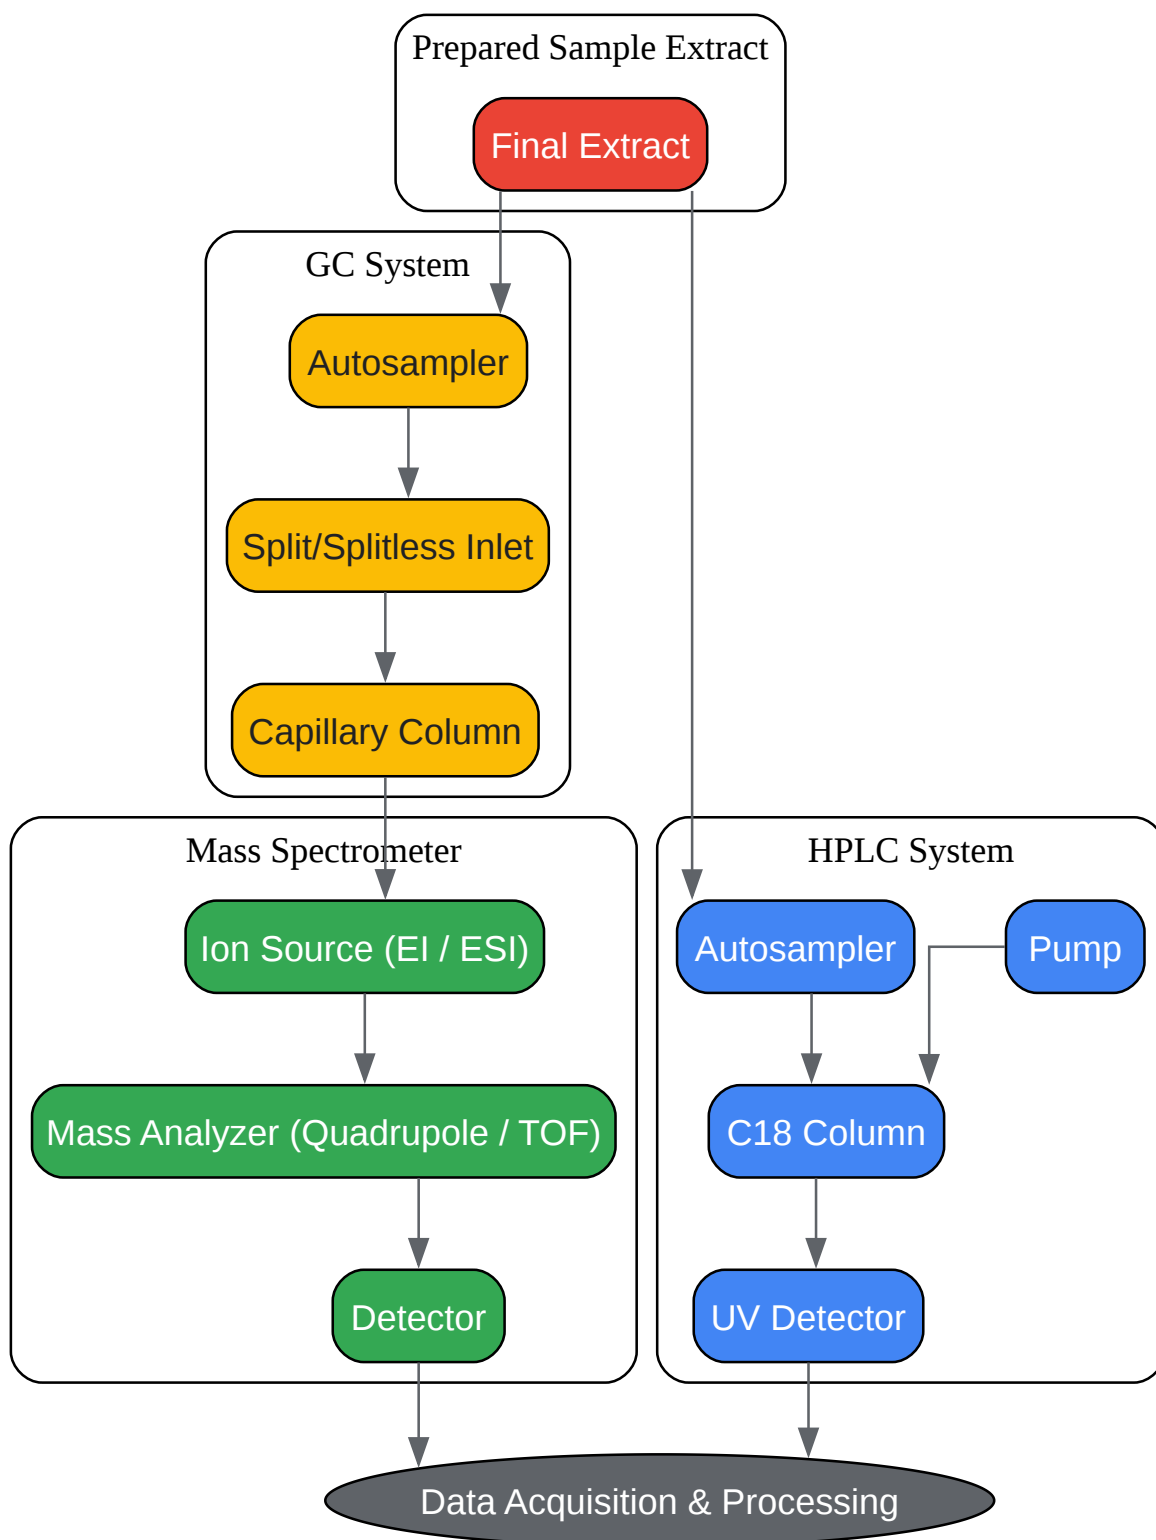 Prepared Sample Extract
Final Extract
GC System
Autosampler
Split/Splitless Inlet
Capillary Column
Mass Spectrometer
Ion Source (EI / ESI)
Mass Analyzer (Quadrupole / TOF)
Detector
HPLC System
Autosampler
Pump
C18 Column
UV Detector
Data Acquisition & Processing